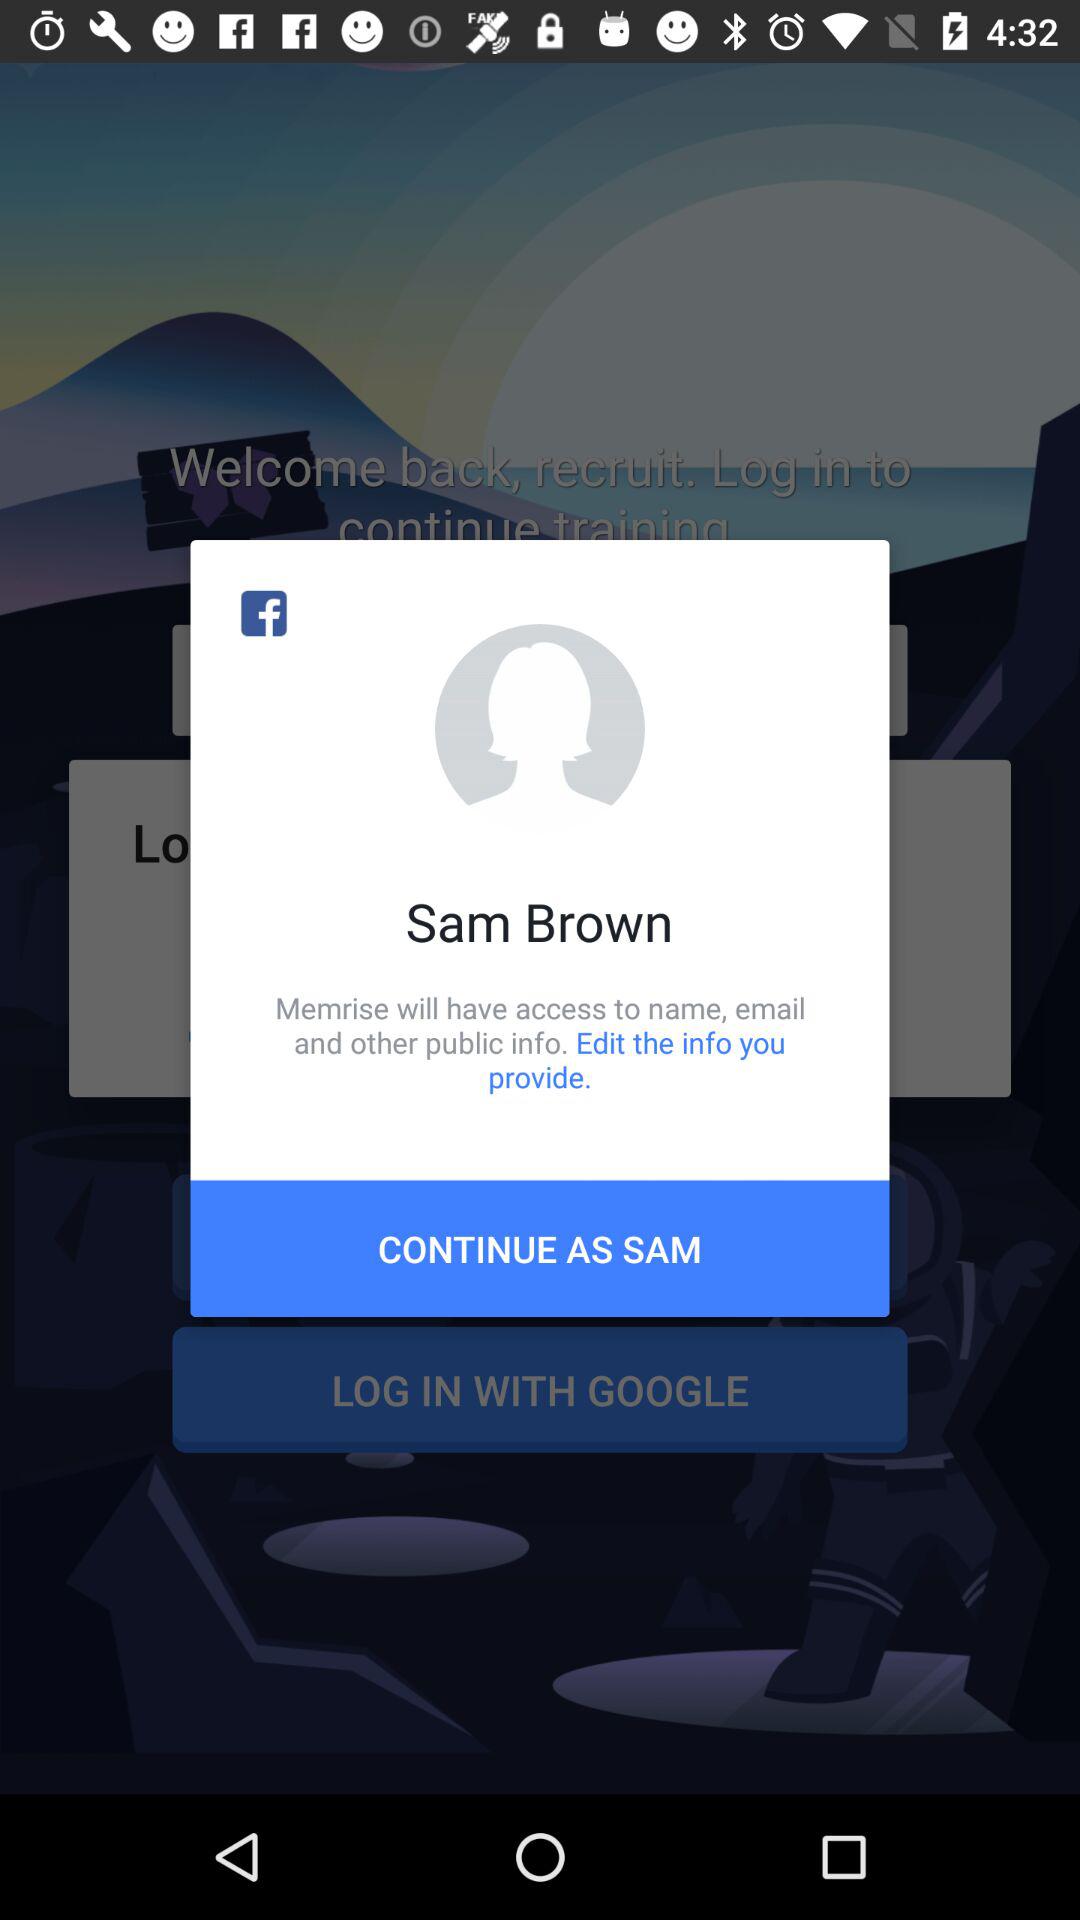 FAKE
4:32
Welcome back, recruit. Log in to
continue training
Lo
Sam Brown
Memrise will have access to name, email
and other public info. Edit the info you
provide.
CONTINUE AS SAM
LOG IN WITH GOOGLE